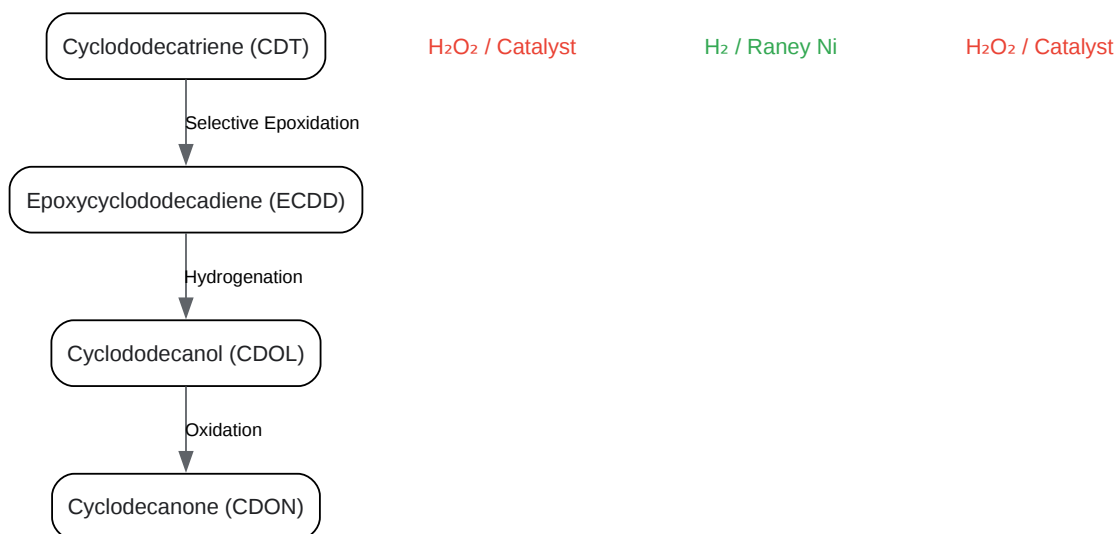 Cyclododecatriene (CDT)
H₂O₂ / Catalyst
H₂ / Raney Ni
H₂O₂ / Catalyst
Selective Epoxidation
Epoxycyclododecadiene (ECDD)
Hydrogenation
Cyclododecanol (CDOL)
Oxidation
Cyclodecanone (CDON)